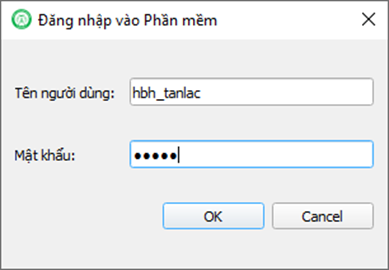 Đăng nhập vào Phần mềm
Tên người dùng: hbh_tanlac
Mật khẩu: ●●●●●
OK Cancel